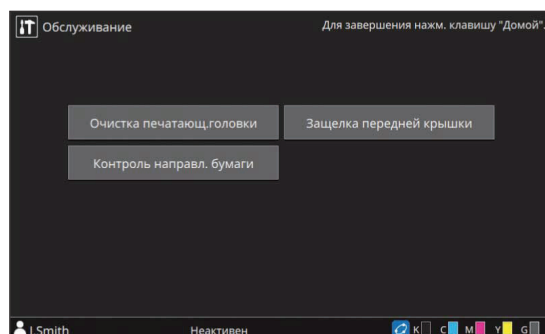 Обслуживание
Для завершения нажм. клавишу "Домой".
Очистка печатающ.головки
Защелка передней крышки
Контроль направл. бумаги
J.Smith
Неактивен
K C M Y G